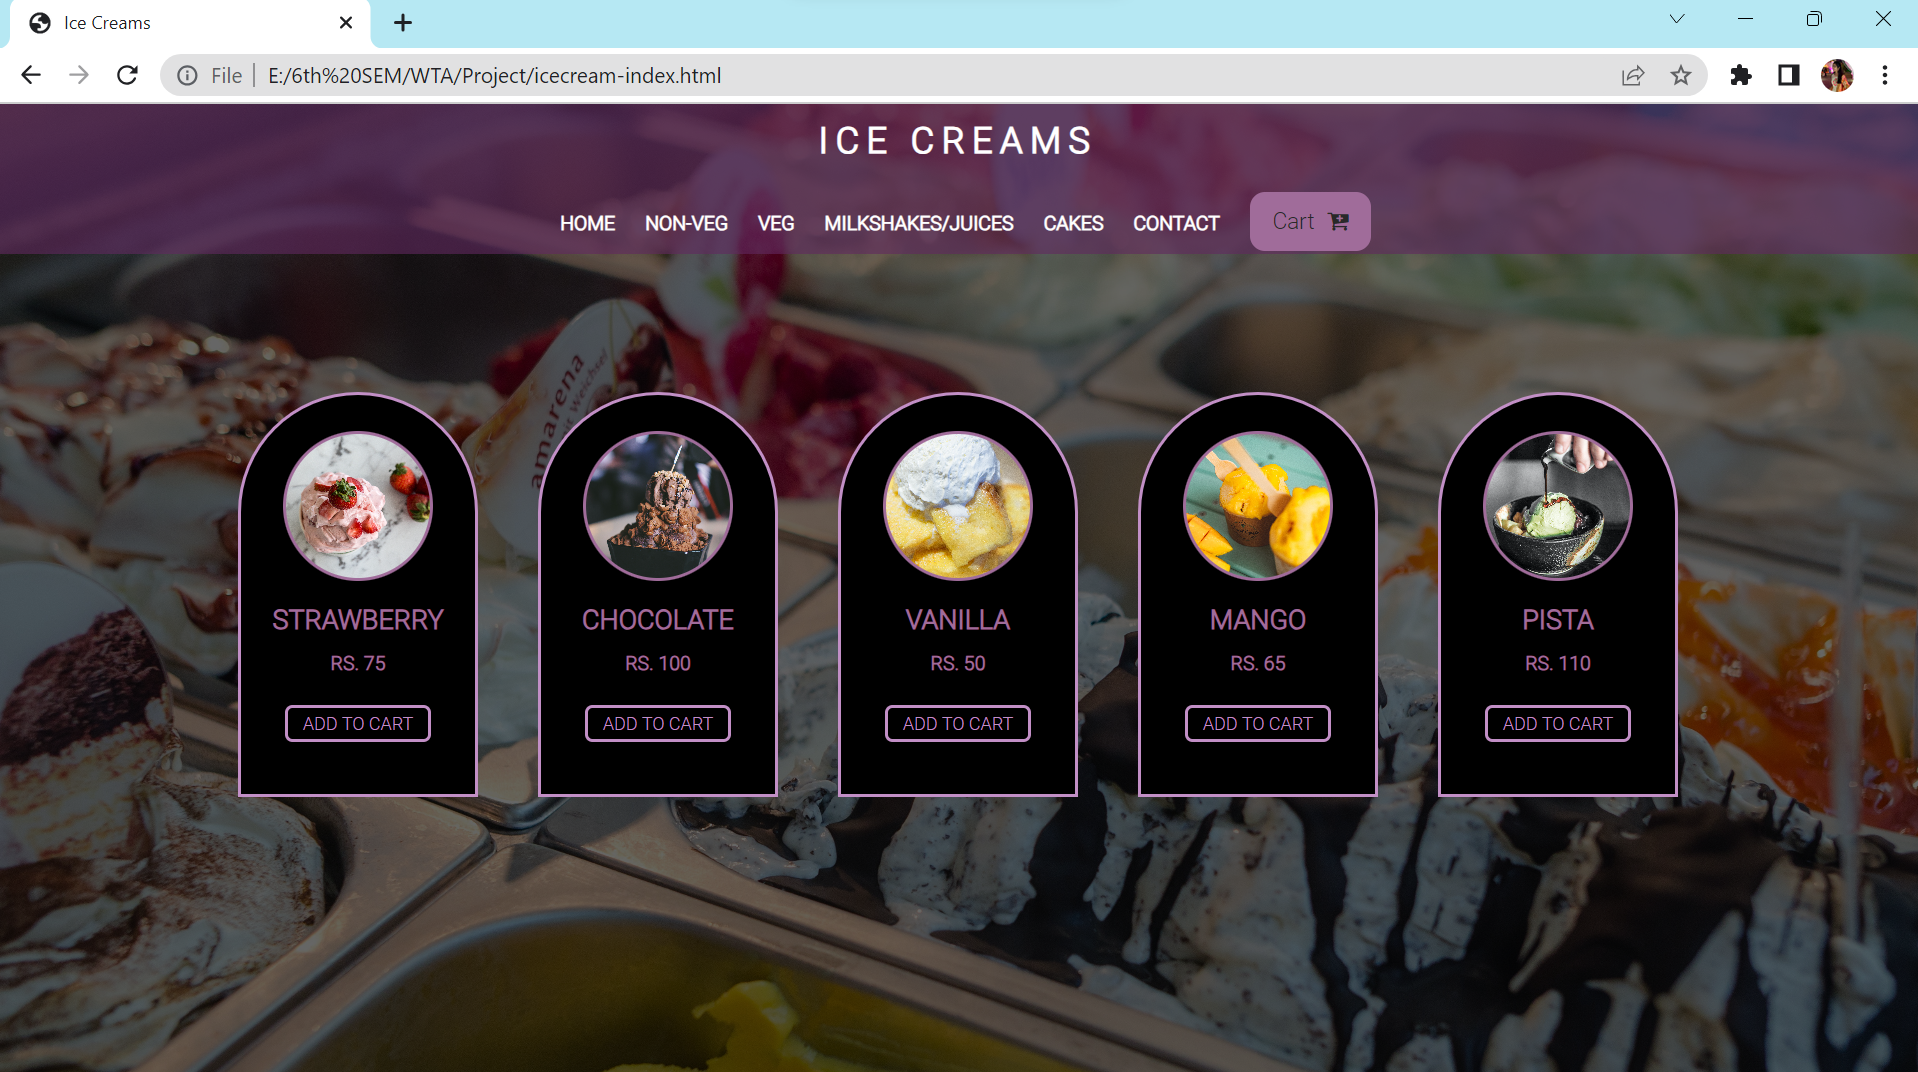 Ice Creams
File E:/6th%20SEM/WTA/Project/icecream-index.html
ICE CREAMS
HOME NON-VEG VEG MILKSHAKES/JUICES CAKES CONTACT Cart
amarena
Weichsel
STRAWBERRY CHOCOLATE VANILLA MANGO PISTA
RS. 75 RS. 100 RS. 50 RS. 65 RS. 110
ADD TO CART ADD TO CART ADD TO CART ADD TO CART ADD TO CART